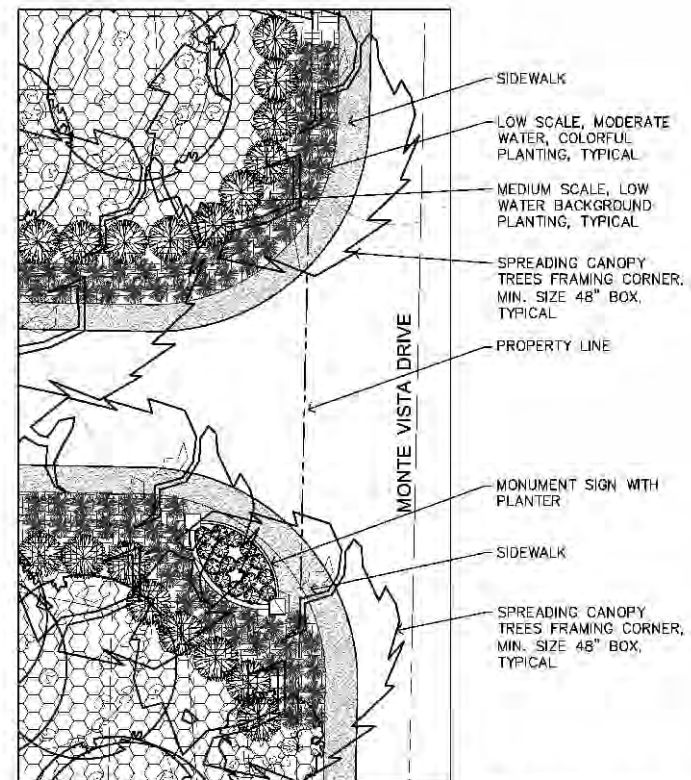 SIDEWALK
LOW SCALE, MODERATE
WATER, COLORFUL
PLANTING, TYPICAL
MEDIUM SCALE, LOW
WATER BACKGROUND
PLANTING, TYPICAL
SPREADING CANOPY
TREES FRAMING CORNER,
MIN. SIZE 48" BOX,
TYPICAL
PROPERTY LINE
MONTE VISTA DRIVE
MONUMENT SIGN WITH
PLANTER
SIDEWALK
SPREADING CANOPY
TREES FRAMING CORNER,
MIN. SIZE 48" BOX,
TYPICAL